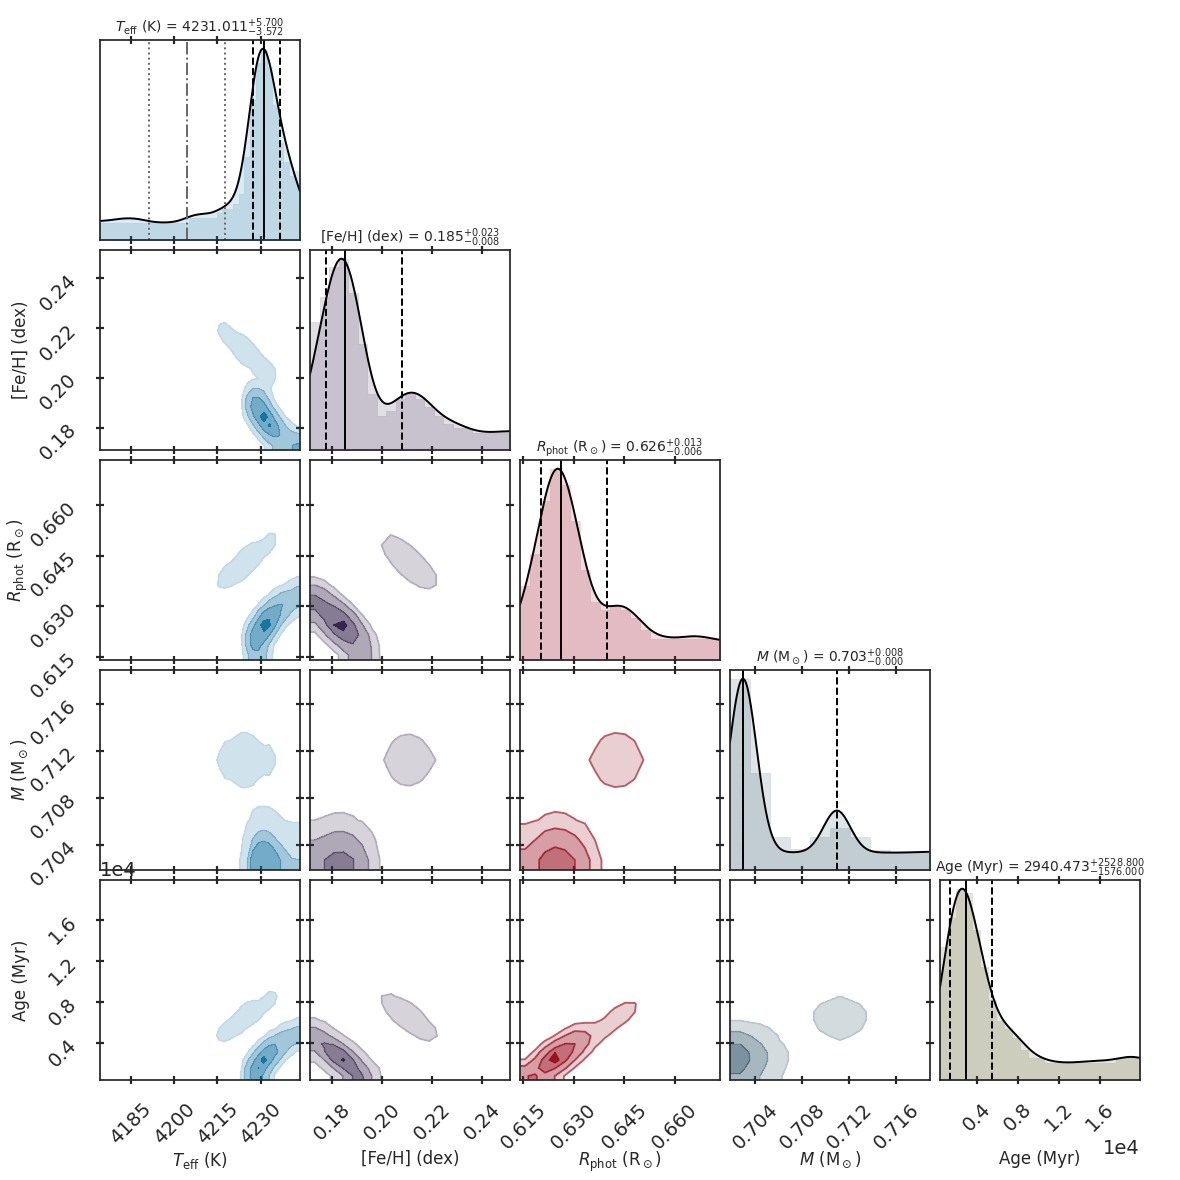 T_eff (K) = 4231.011 +5.700 −3.572
[Fe/H] (dex) = 0.185 +0.023 −0.008
[Fe/H] (dex)
0.24
0.22
0.20
0.18
R_phot (R⊙) = 0.626 +0.013 −0.006
R_phot (R⊙)
0.660
0.645
0.630
0.615
M (M⊙) = 0.703 +0.008 −0.000
M (M⊙)
0.716
0.712
0.708
0.704
1e4
Age (Myr) = 2940.473 +2528.800 −1576.000
Age (Myr)
1.6
1.2
0.8
0.4
4185 4200 4215 4230 0.18 0.20 0.22 0.24 0.615 0.630 0.645 0.660 0.704 0.708 0.712 0.716 0.4 0.8 1.2 1.6
1e4
T_eff (K) [Fe/H] (dex) R_phot (R⊙) M (M⊙) Age (Myr)